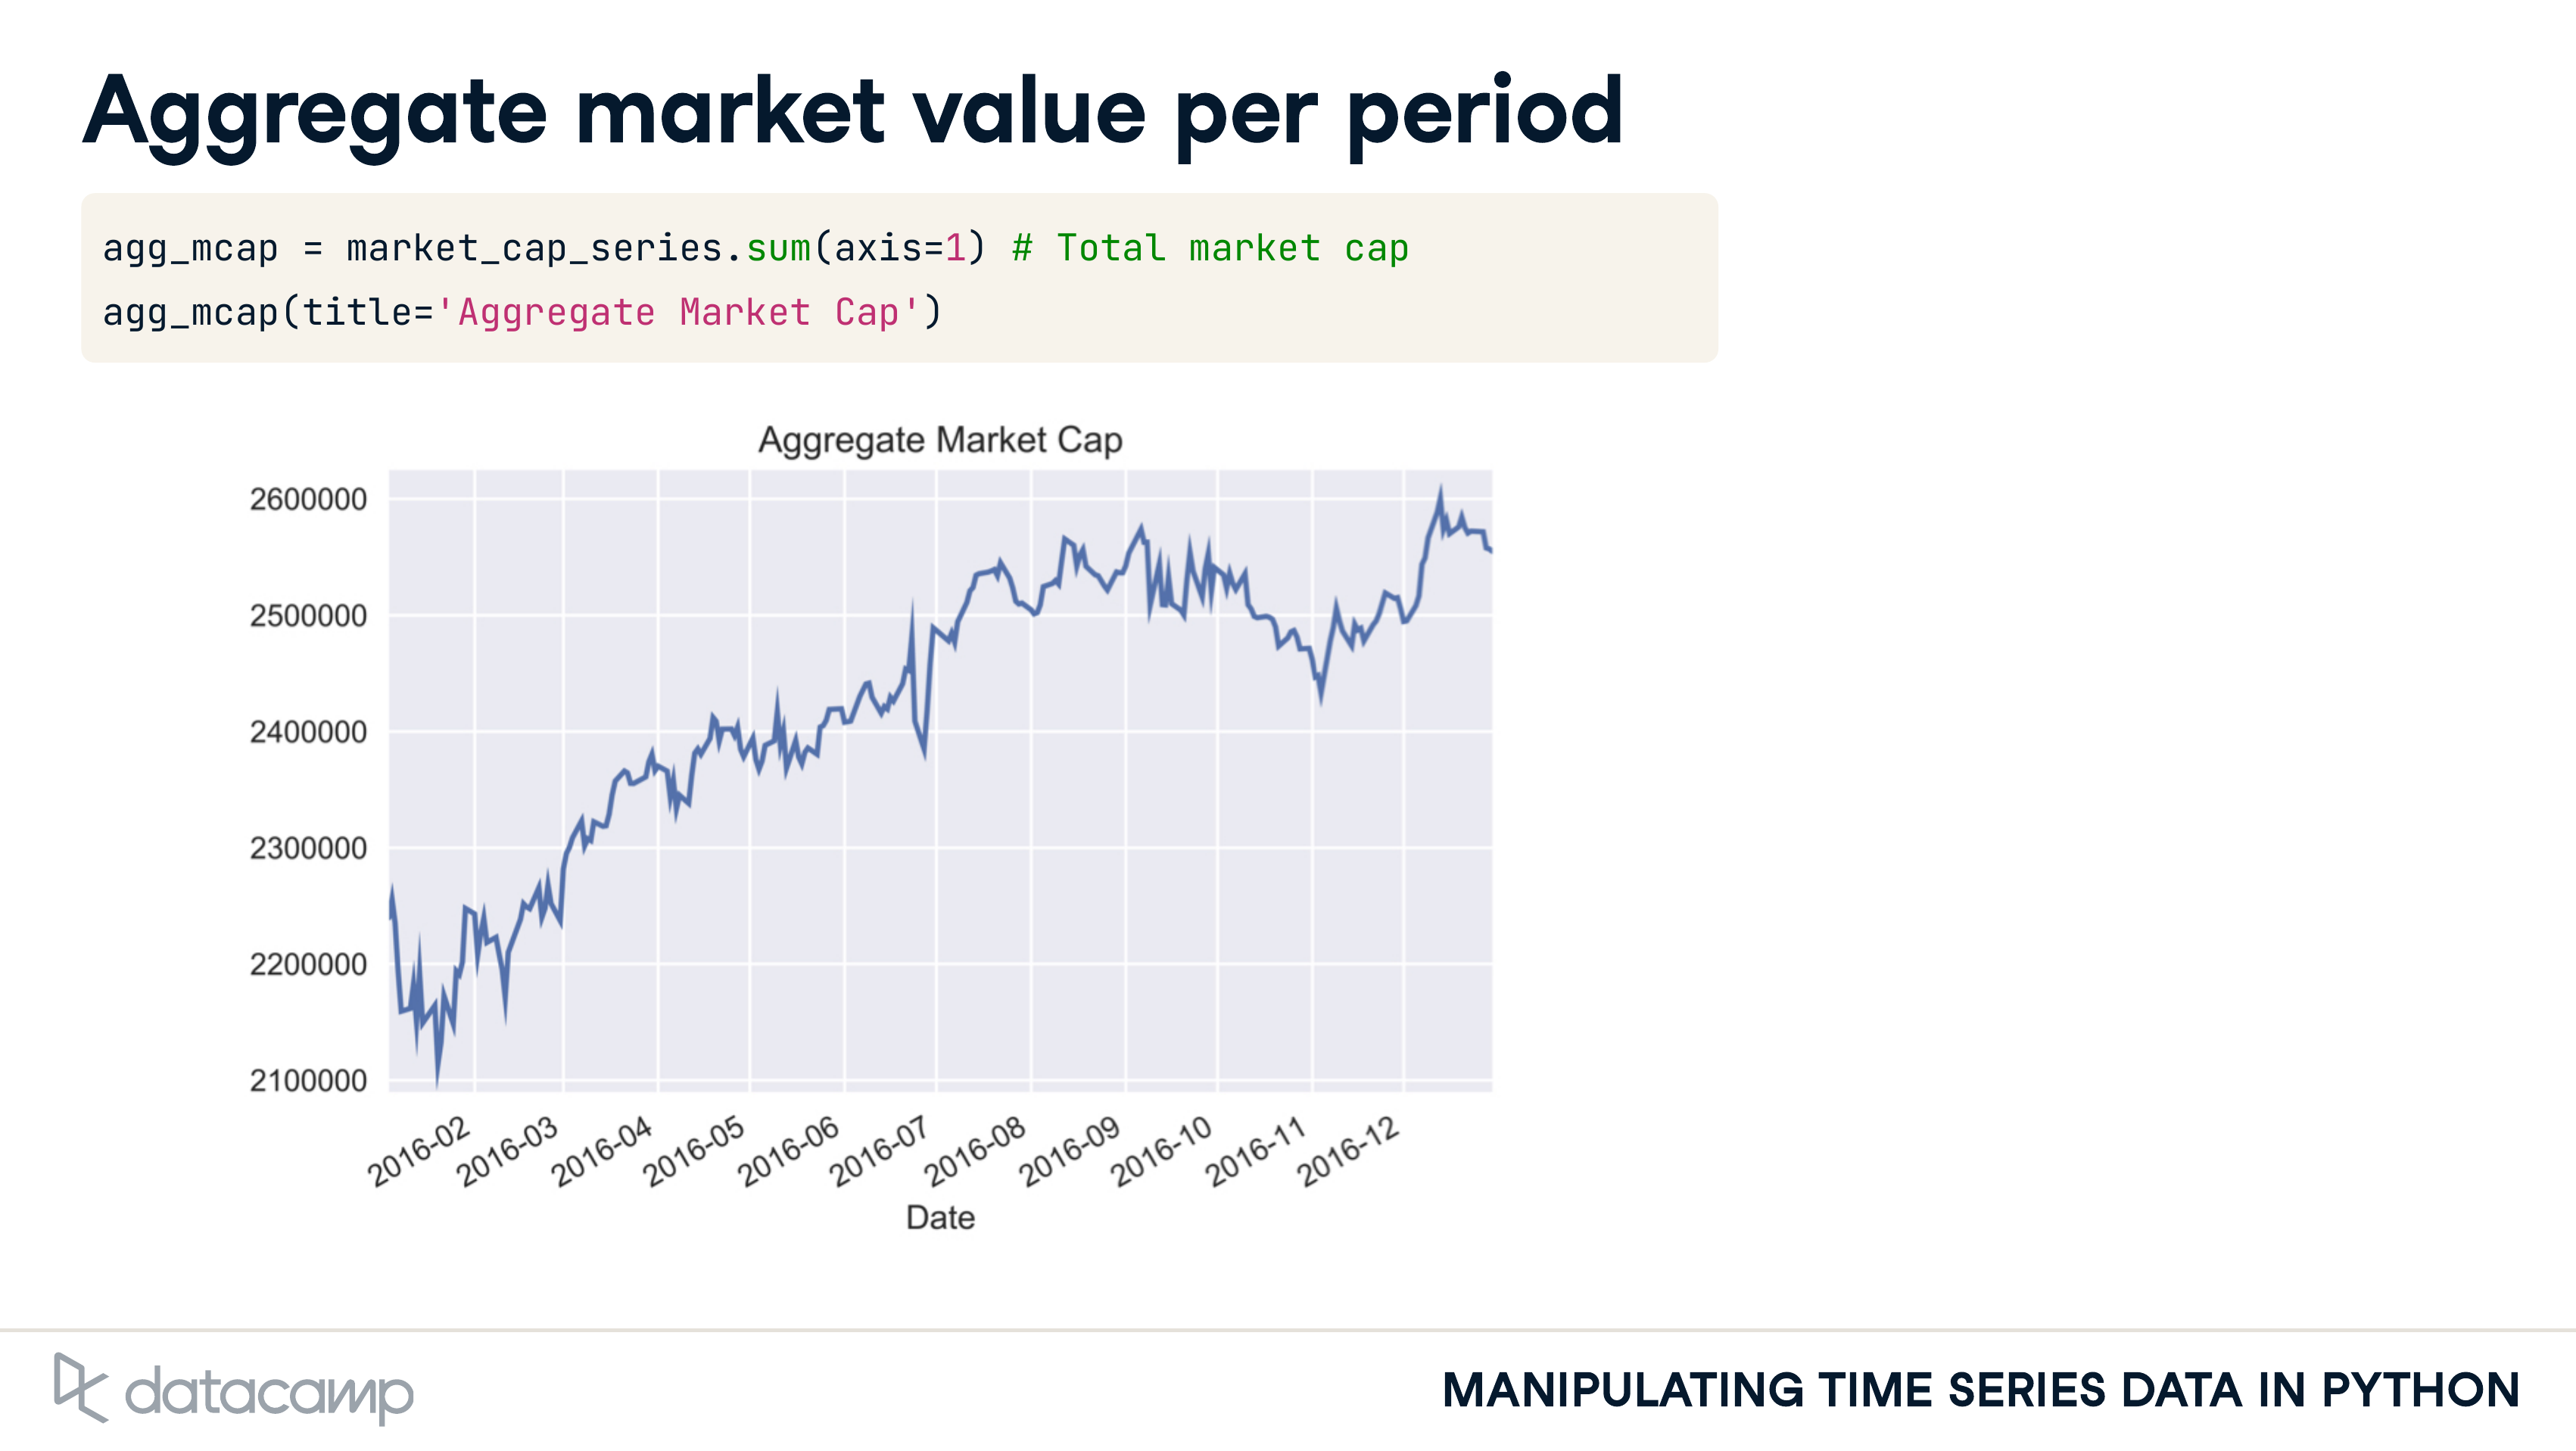 Aggregate market value per period
agg_mcap = market_cap_series.sum(axis=1) # Total market cap
agg_mcap(title='Aggregate Market Cap')
Aggregate Market Cap
2600000
2500000
2400000
2300000
2200000
2100000
2016-02 2016-03 2016-04 2016-05 2016-06 2016-07 2016-08 2016-09 2016-10 2016-11 2016-12
Date
datacamp
MANIPULATING TIME SERIES DATA IN PYTHON